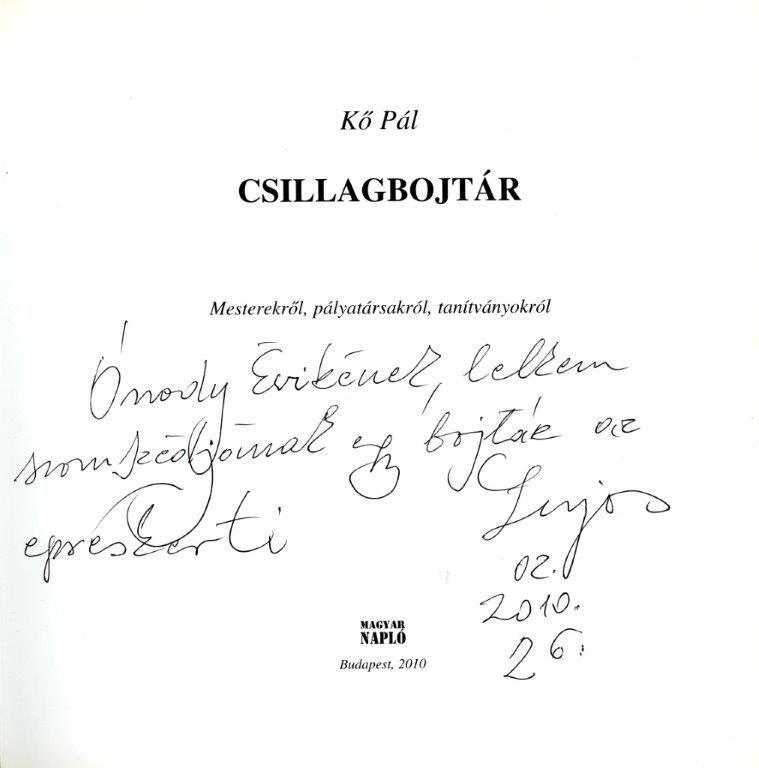 Kő Pál
CSILLAGBOJTÁR
Mesterekről, pályatársakról, tanítványokról
Ónody Évikének, lelkem
szomszédjának egy bojtár az
epreskerti Lujos
02.
2010.
26.
MAGYAR
NAPLÓ
Budapest, 2010